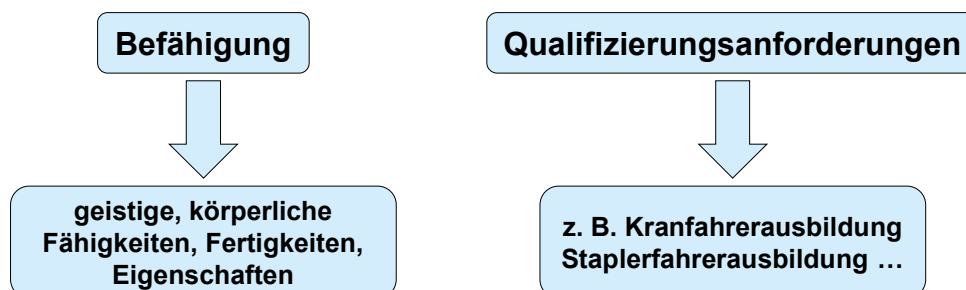 Befähigung
Qualifizierungsanforderungen
geistige, körperliche
Fähigkeiten, Fertigkeiten,
Eigenschaften
z. B. Kranfahrerausbildung
Staplerfahrerausbildung …